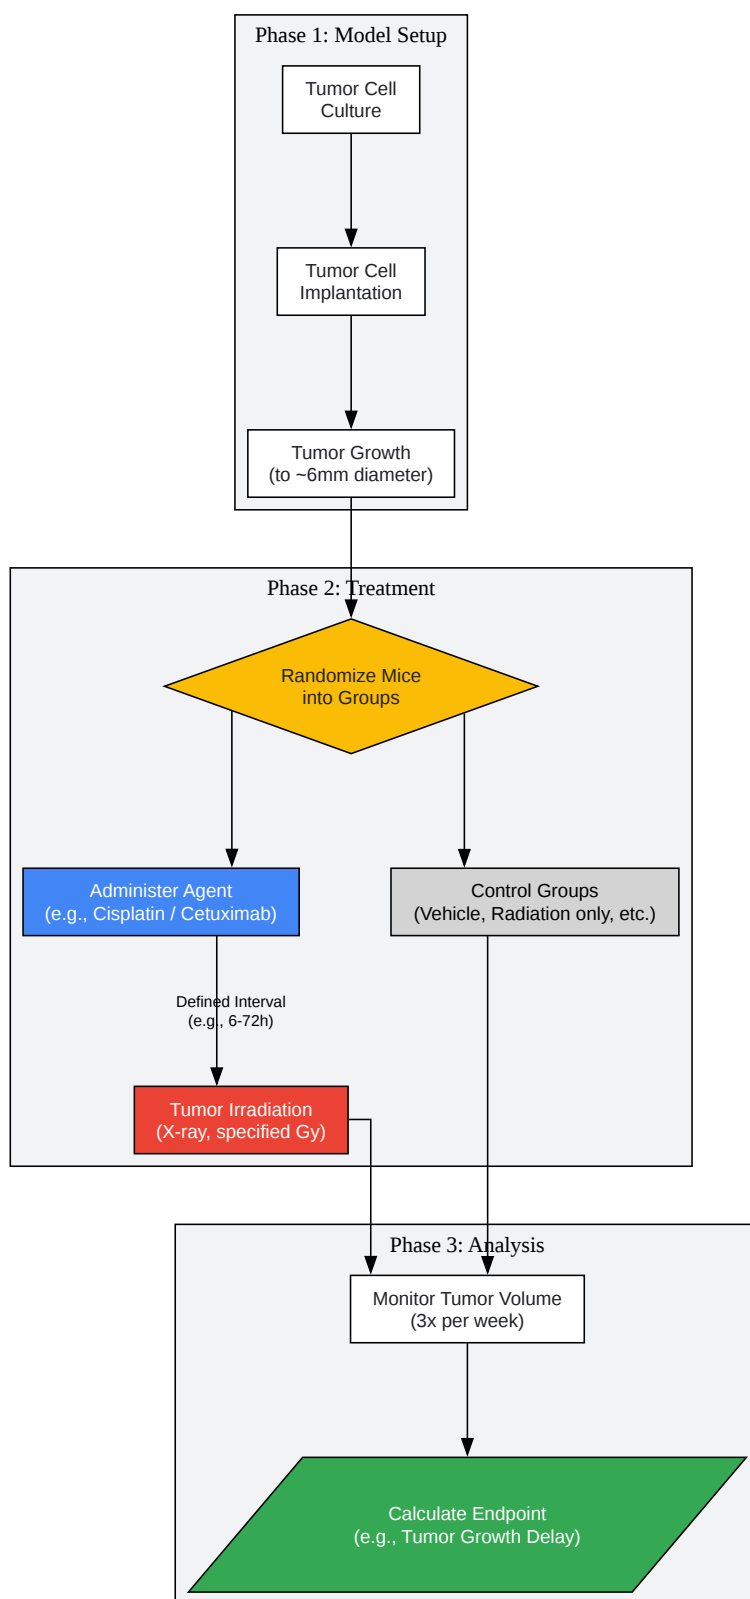 Phase 1: Model Setup
Tumor Cell
Culture
Tumor Cell
Implantation
Tumor Growth
(to ~6mm diameter)
Phase 2: Treatment
Randomize Mice
into Groups
Administer Agent
(e.g., Cisplatin / Cetuximab)
Control Groups
(Vehicle, Radiation only, etc.)
Defined Interval
(e.g., 6-72h)
Tumor Irradiation
(X-ray, specified Gy)
Phase 3: Analysis
Monitor Tumor Volume
(3x per week)
Calculate Endpoint
(e.g., Tumor Growth Delay)